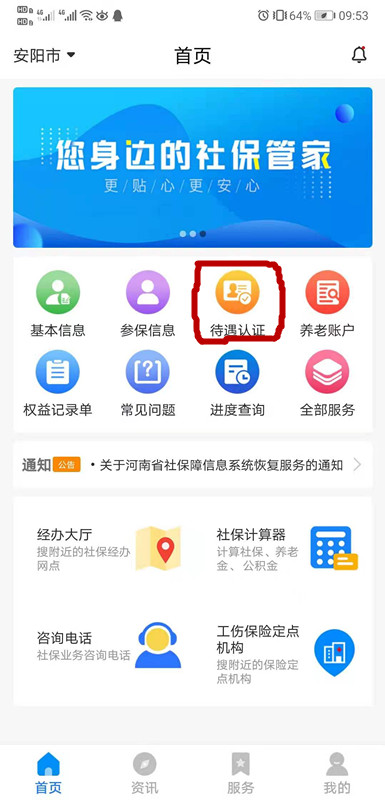 HD HD 4G 4G 64% 09:53
安阳市 首页
您身边的社保管家
更/贴/心/更/安/心
基本信息 参保信息 待遇认证 养老账户
权益记录单 常见问题 进度查询 全部服务
通知 公告 • 关于河南省社保障信息系统恢复服务的通知
经办大厅
搜附近的社保经办
网点
社保计算器
计算社保、养老
金、公积金
咨询电话
社保业务咨询电话
工伤保险定点
机构
搜附近的保险定
点机构
首页 资讯 服务 我的